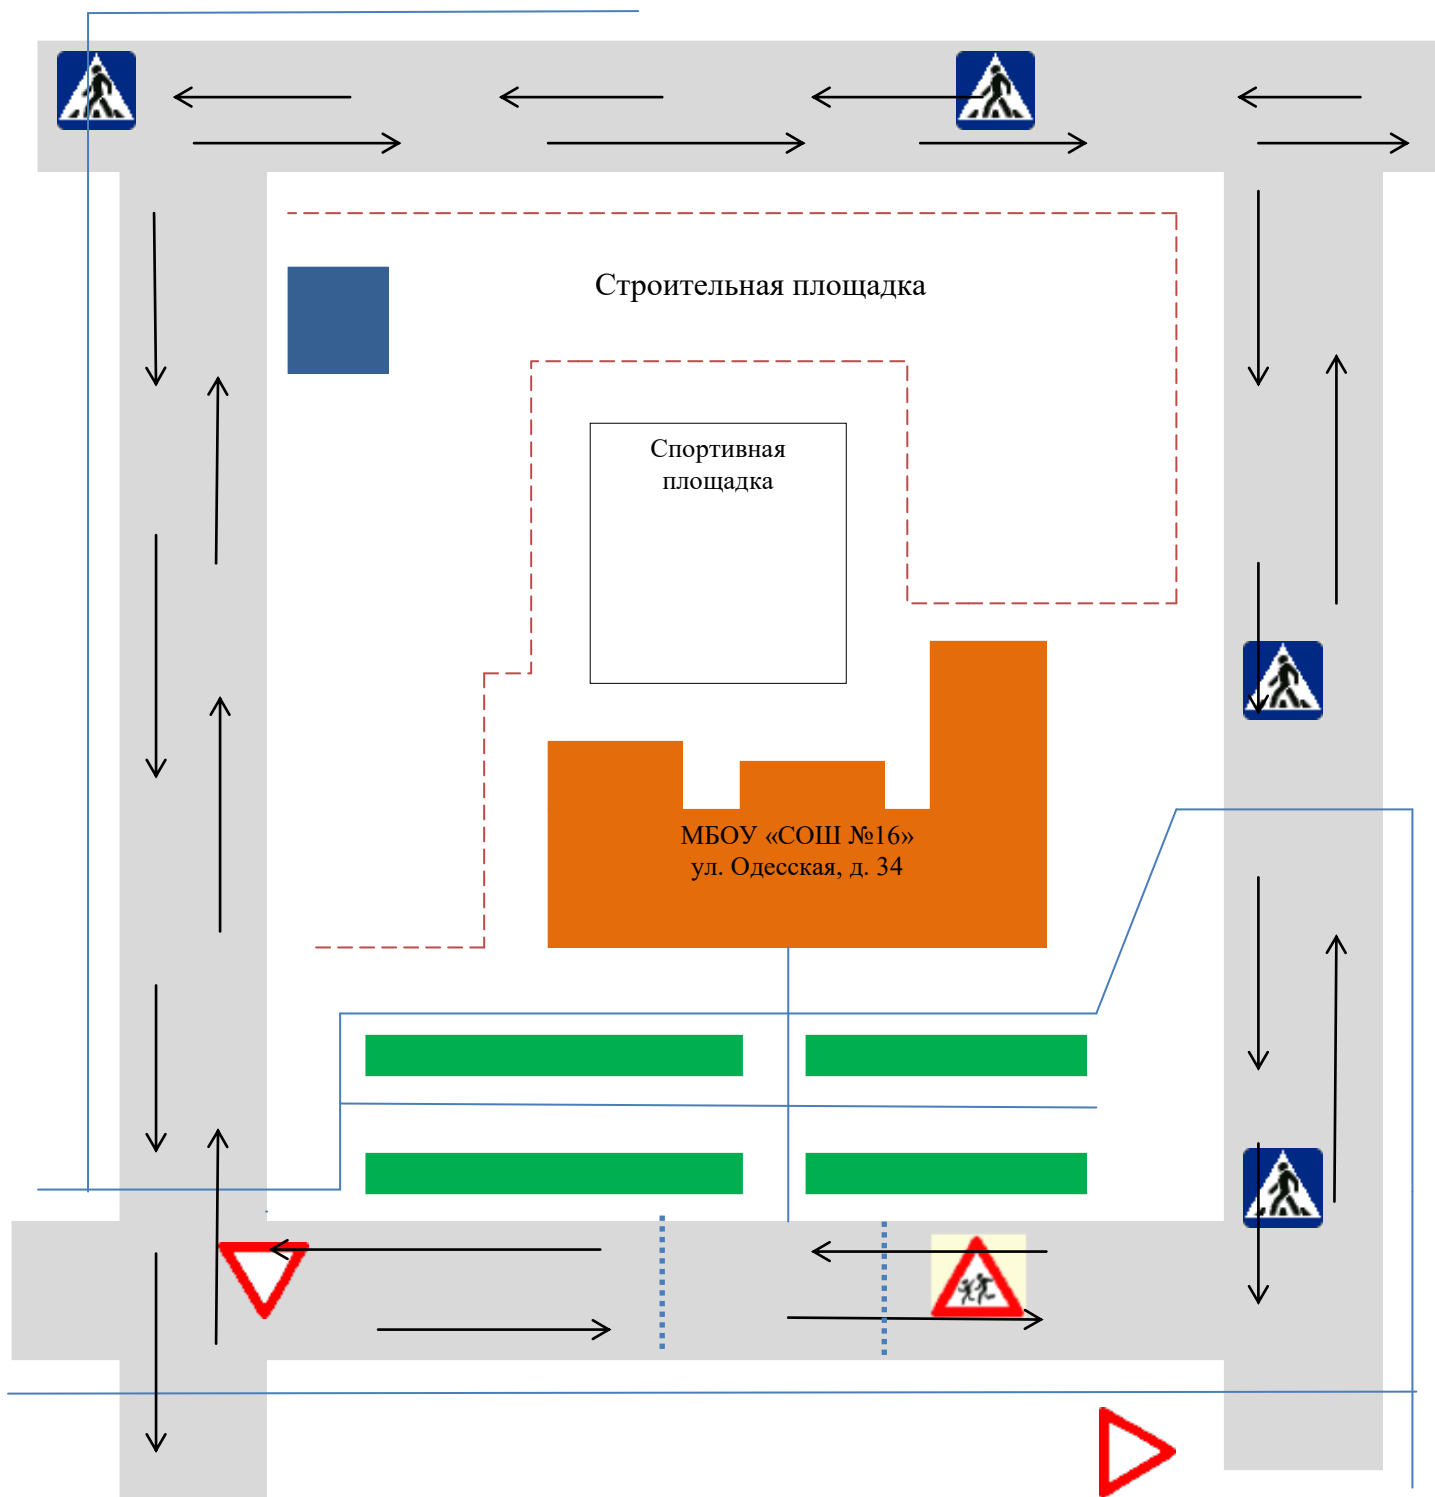 Строительная площадка
Спортивная
площадка
МБОУ «СОШ №16»
ул. Одесская, д. 34